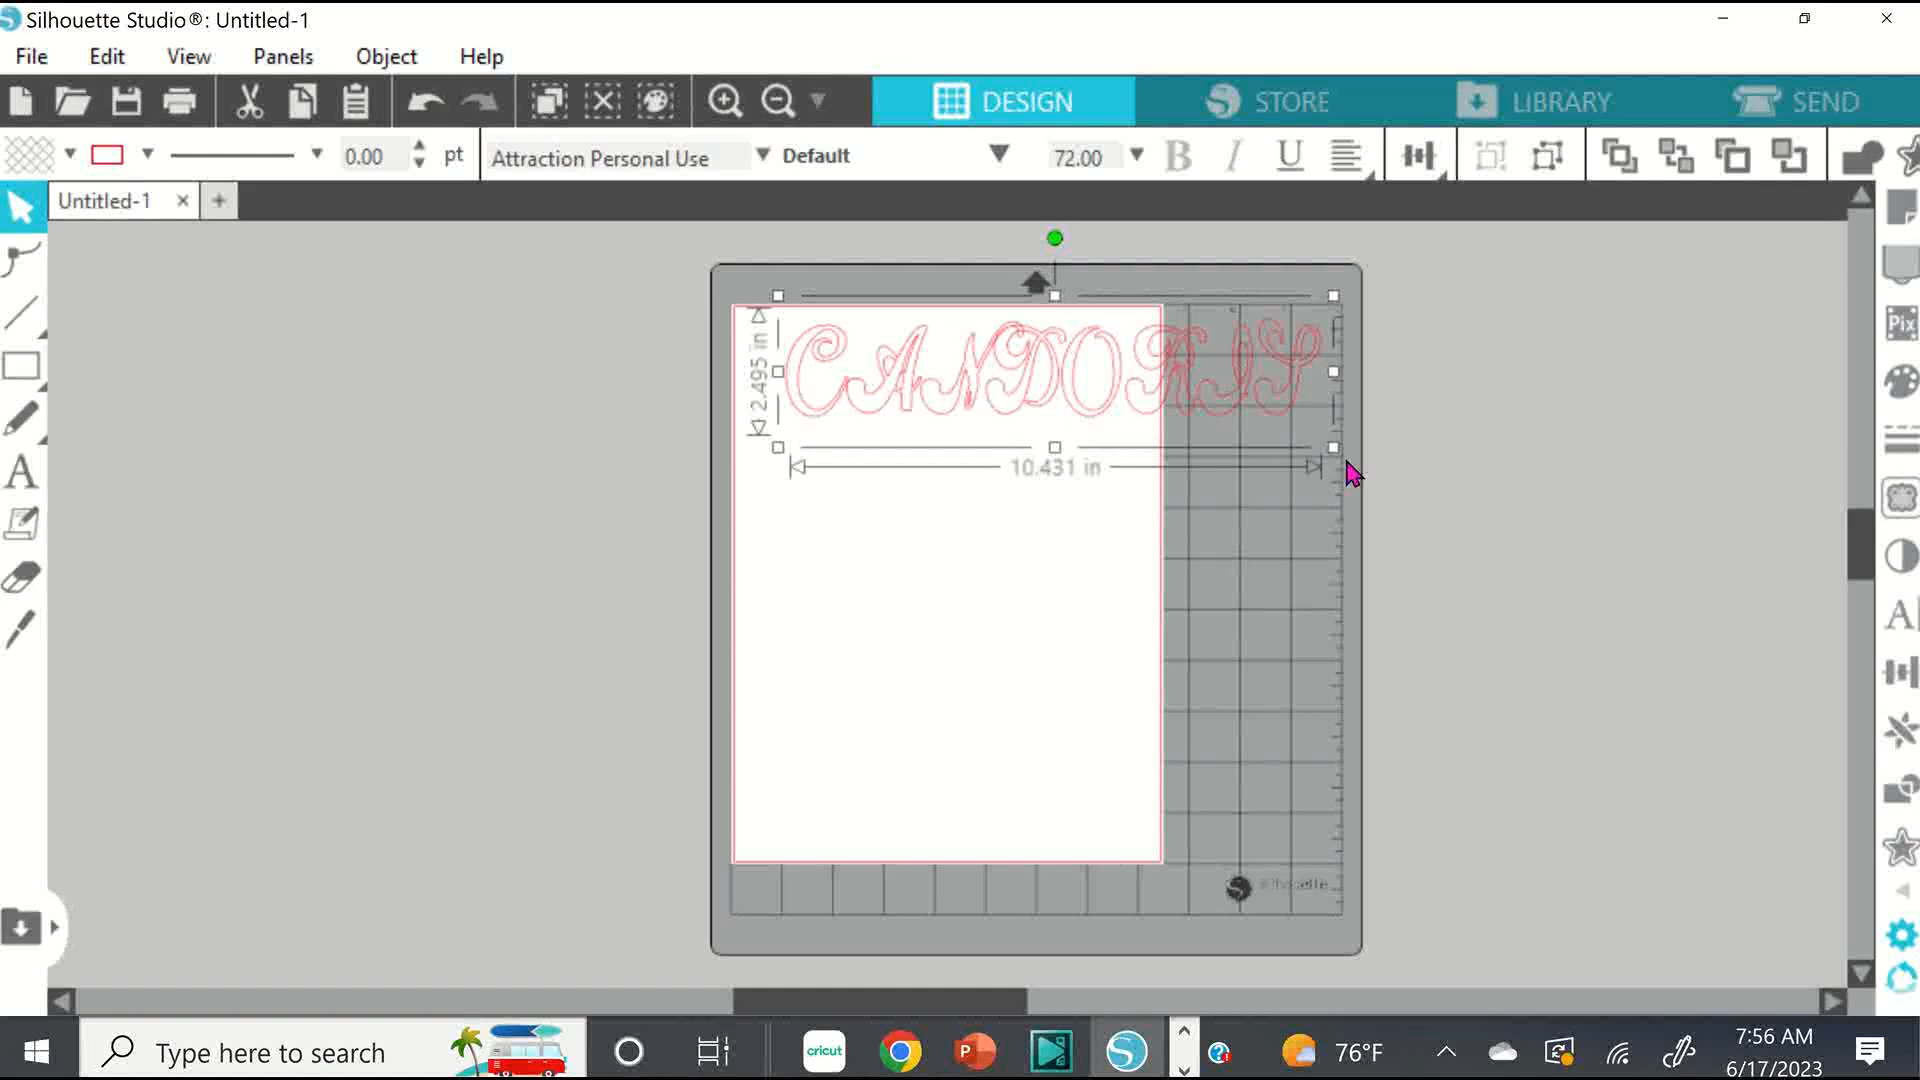 Silhouette Studio®: Untitled-1
File Edit View Panels Object Help
DESIGN STORE LIBRARY SEND
0.00 pt Attraction Personal Use Default 72.00 B I U
Untitled-1
CANDORIS
2.495 in
10.431 in
Pix
A
A
silhouette
Type here to search
cricut
P
76°F
7:56 AM
6/17/2023